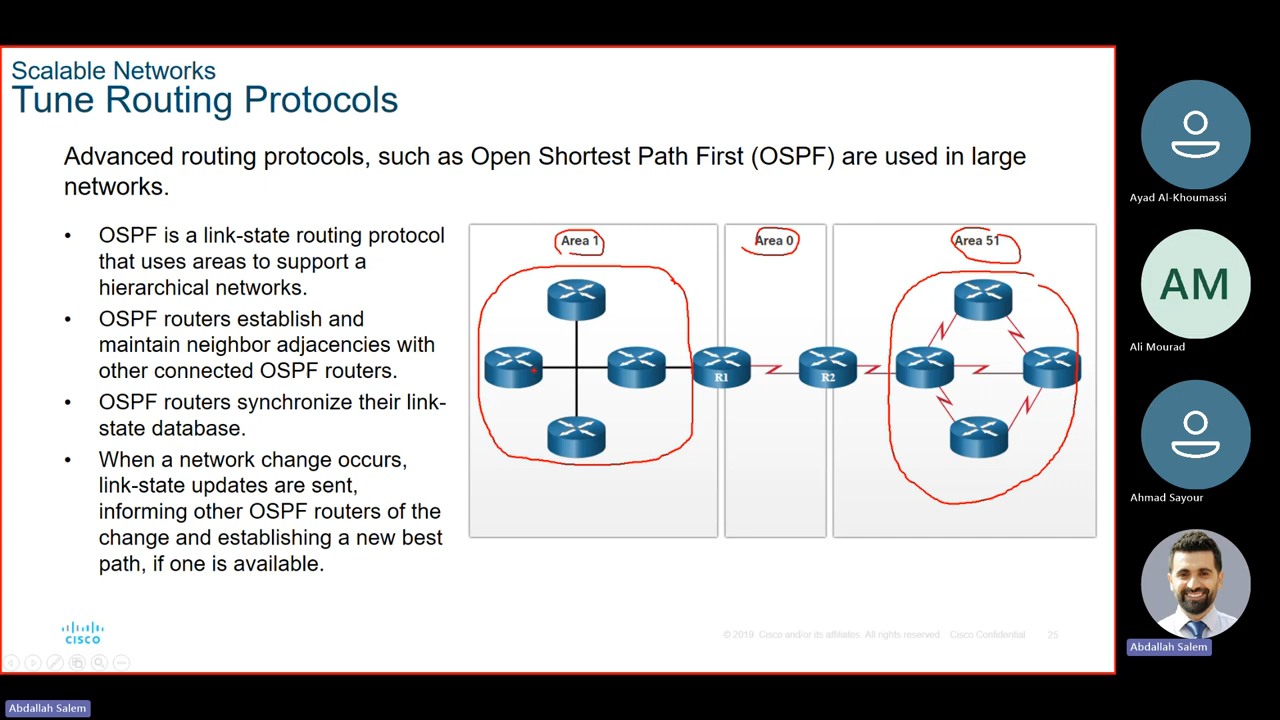 Scalable Networks
Tune Routing Protocols
Advanced routing protocols, such as Open Shortest Path First (OSPF) are used in large
networks.
• OSPF is a link-state routing protocol
that uses areas to support a
hierarchical networks.
• OSPF routers establish and
maintain neighbor adjacencies with
other connected OSPF routers.
• OSPF routers synchronize their link-
state database.
• When a network change occurs,
link-state updates are sent,
informing other OSPF routers of the
change and establishing a new best
path, if one is available.
Area 1
Area 0
Area 51
R1
R2
CISCO
© 2019 Cisco and/or its affiliates. All rights reserved. Cisco Confidential
25
Ayad Al-Khoumassi
AM
Ali Mourad
Ahmad Sayour
Abdallah Salem
Abdallah Salem